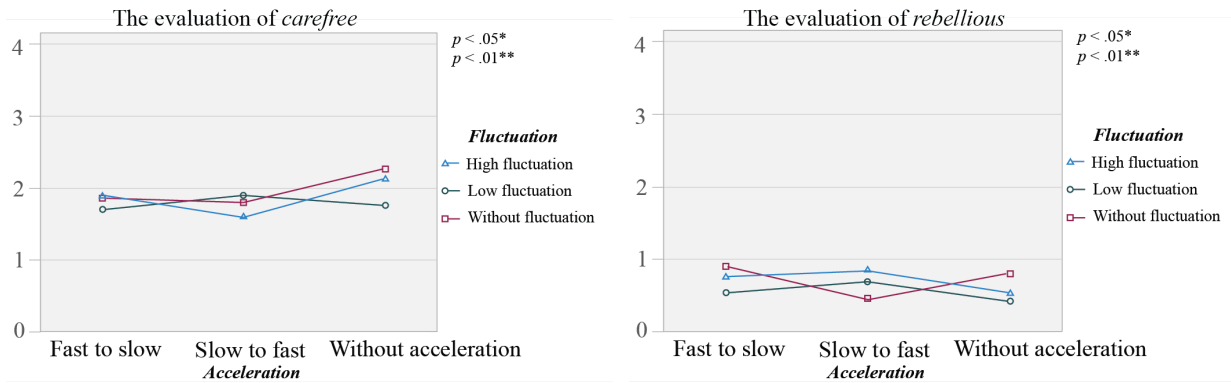 The evaluation of carefree
4
3
2
1
0
Fast to slow
Slow to fast
Without acceleration
Acceleration
p < .05*
p < .01**
Fluctuation
High fluctuation
Low fluctuation
Without fluctuation
The evaluation of rebellious
4
3
2
1
0
Fast to slow
Slow to fast
Without acceleration
Acceleration
p < .05*
p < .01**
Fluctuation
High fluctuation
Low fluctuation
Without fluctuation